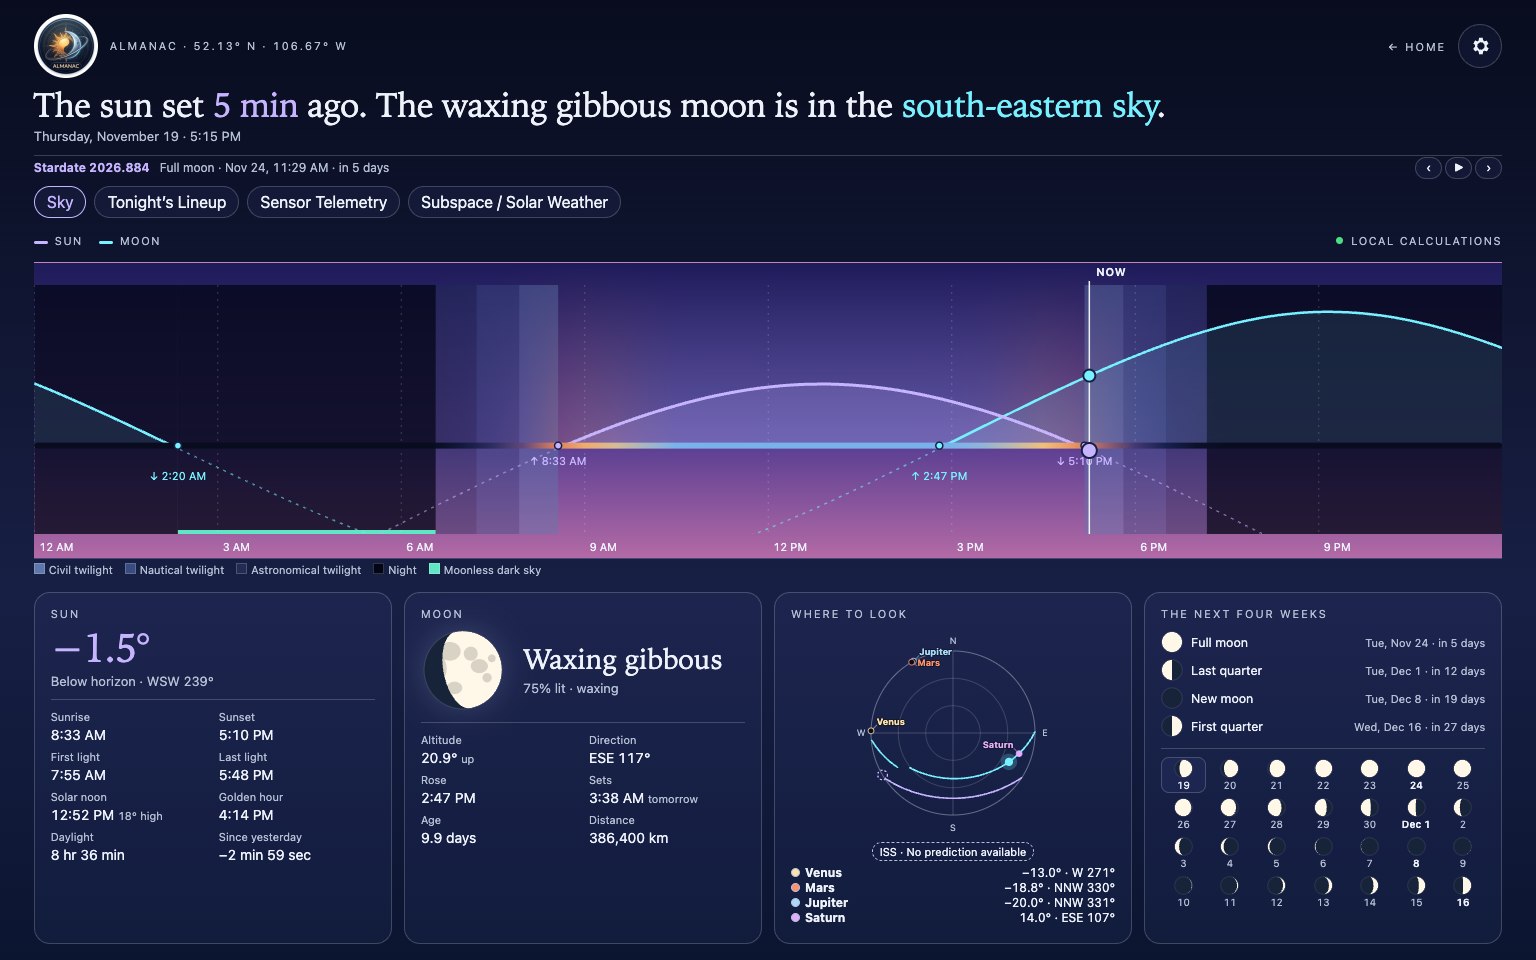 ALMANAC
ALMANAC · 52.13° N · 106.67° W
← HOME
The sun set 5 min ago. The waxing gibbous moon is in the south-eastern sky.
Thursday, November 19 · 5:15 PM
Stardate 2026.884 Full moon · Nov 24, 11:29 AM · in 5 days
Sky Tonight's Lineup Sensor Telemetry Subspace / Solar Weather
SUN MOON
LOCAL CALCULATIONS
NOW
↑ 8:33 AM
↓ 5:10 PM
↓ 2:20 AM
↑ 2:47 PM
12 AM 3 AM 6 AM 9 AM 12 PM 3 PM 6 PM 9 PM
Civil twilight Nautical twilight Astronomical twilight Night Moonless dark sky
SUN
−1.5°
Below horizon · WSW 239°
Sunrise Sunset
8:33 AM 5:10 PM
First light Last light
7:55 AM 5:48 PM
Solar noon Golden hour
12:52 PM 18° high 4:14 PM
Daylight Since yesterday
8 hr 36 min −2 min 59 sec
MOON
Waxing gibbous
75% lit · waxing
Altitude Direction
20.9° up ESE 117°
Rose Sets
2:47 PM 3:38 AM tomorrow
Age Distance
9.9 days 386,400 km
WHERE TO LOOK
N
Jupiter
Mars
Venus
W E
Saturn
S
ISS · No prediction available
Venus −13.0° · W 271°
Mars −18.8° · NNW 330°
Jupiter −20.0° · NNW 331°
Saturn 14.0° · ESE 107°
THE NEXT FOUR WEEKS
Full moon Tue, Nov 24 · in 5 days
Last quarter Tue, Dec 1 · in 12 days
New moon Tue, Dec 8 · in 19 days
First quarter Wed, Dec 16 · in 27 days
19 20 21 22 23 24 25
26 27 28 29 30 Dec 1 2
3 4 5 6 7 8 9
10 11 12 13 14 15 16